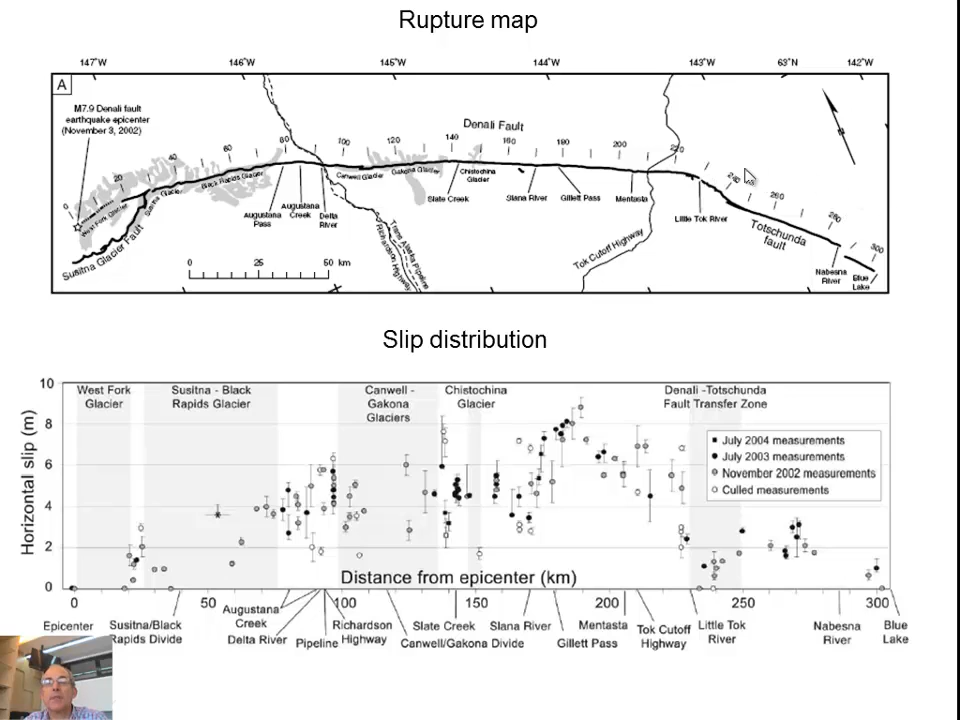 Rupture map
147°W 146°W 145°W 144°W 143°W 63°N 142°W
A
M7.9 Denali fault
earthquake epicenter
(November 3, 2002)
Denali Fault
0 20 40 60 80 100 120 140 160 180 200 220 240 260 280 300
West Fork Glacier
Susitna Glacier
Black Rapids Glacier
Canwell Glacier
Gakona Glacier
Chistochina
Glacier
Slate Creek
Slana River
Gillett Pass
Mentasta
Augustana
Pass
Augustana
Creek
Delta
River
Little Tok River
Totschunda
fault
Susitna Glacier Fault
Trans Alaska Pipeline
Richardson Highway
Tok Cutoff Highway
Nabesna
River
Blue
Lake
0 25 50 km
Slip distribution
Horizontal slip (m)
10
8
6
4
2
0
West Fork
Glacier
Susitna - Black
Rapids Glacier
Canwell -
Gakona
Glaciers
Chistochina
Glacier
Denali -Totschunda
Fault Transfer Zone
July 2004 measurements
July 2003 measurements
November 2002 measurements
Culled measurements
Distance from epicenter (km)
0 50 100 150 200 250 300
Epicenter
Susitna/Black
Rapids Divide
Augustana
Creek
Delta River
Pipeline
Richardson
Highway
Slate Creek
Canwell/Gakona Divide
Slana River
Gillett Pass
Mentasta
Tok Cutoff
Highway
Little Tok
River
Nabesna
River
Blue
Lake